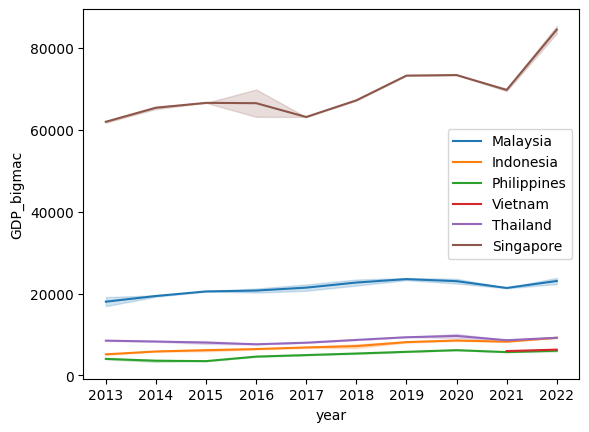 80000
60000
40000
20000
0
GDP_bigmac
Malaysia
Indonesia
Philippines
Vietnam
Thailand
Singapore
2013 2014 2015 2016 2017 2018 2019 2020 2021 2022
year